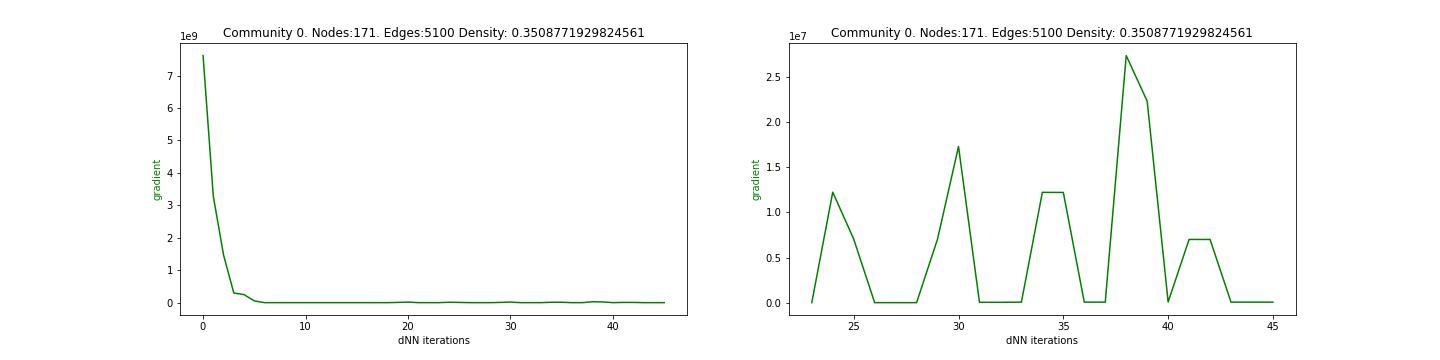 Community 0. Nodes:171. Edges:5100 Density: 0.3508771929824561
1e9
7
6
5
4
3
2
1
0
gradient
0 10 20 30 40
dNN iterations
Community 0. Nodes:171. Edges:5100 Density: 0.3508771929824561
1e7
2.5
2.0
1.5
1.0
0.5
0.0
gradient
25 30 35 40 45
dNN iterations